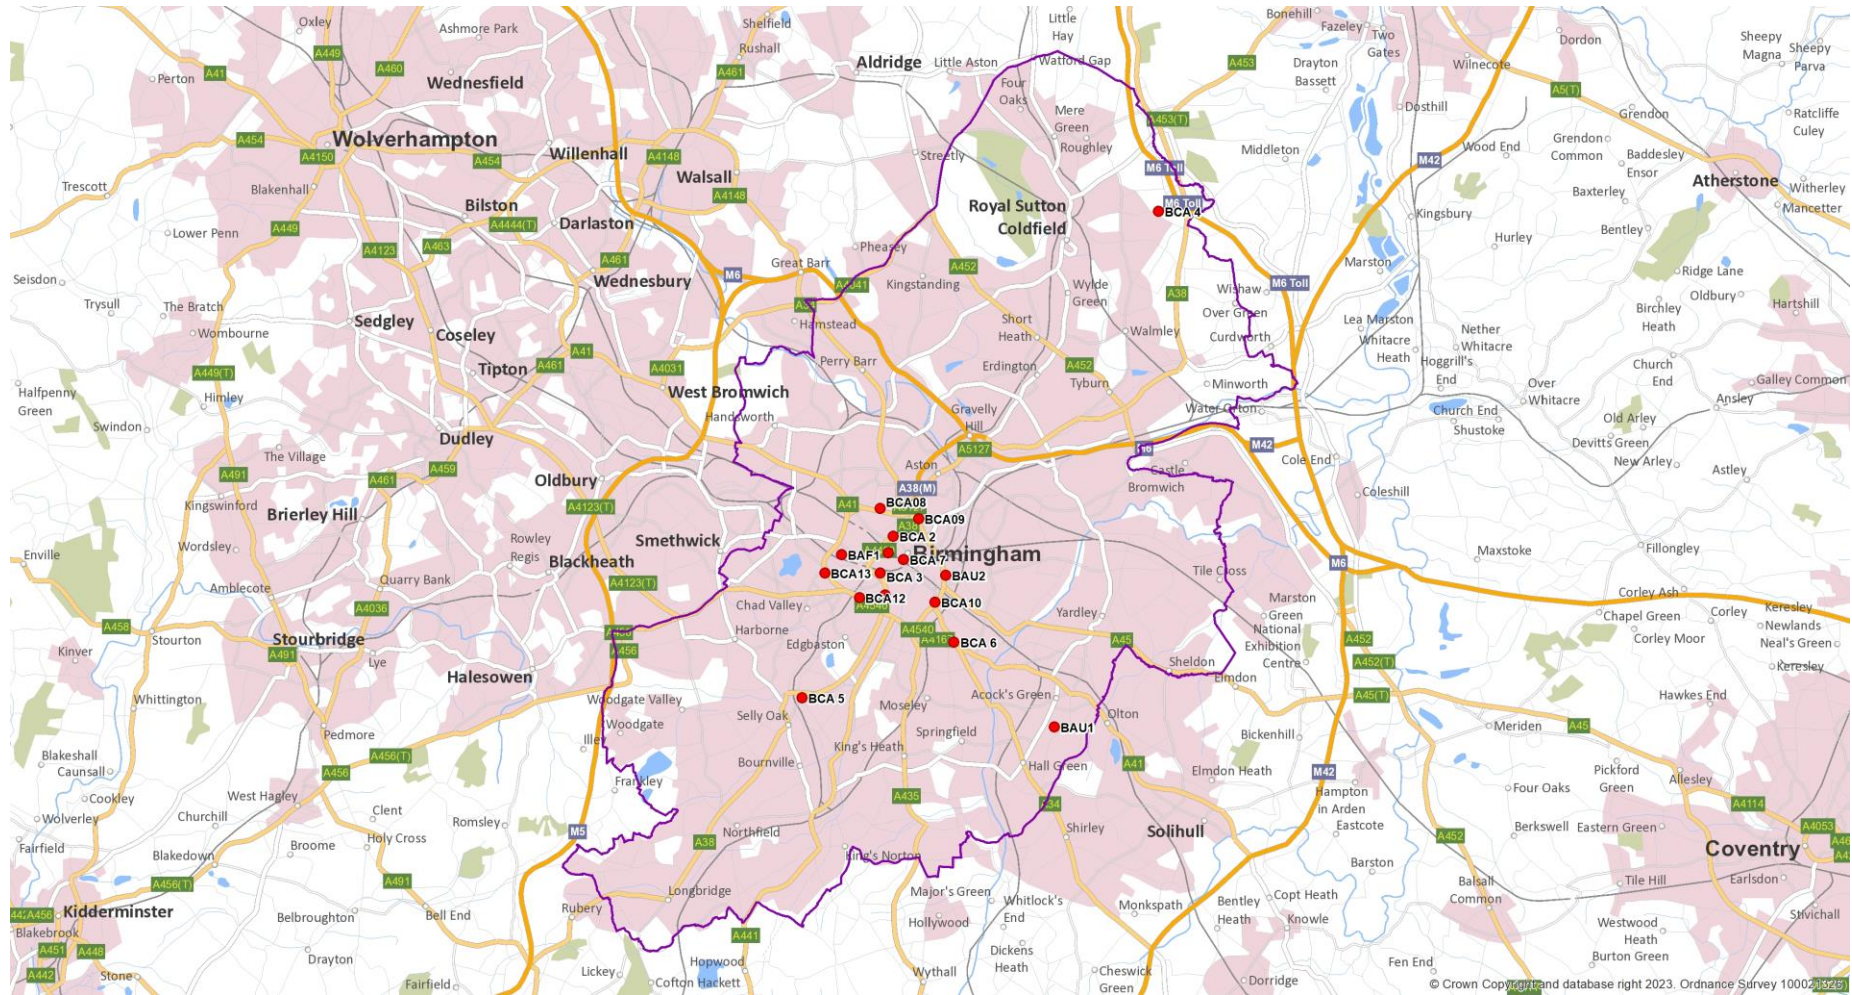 Oxley
Ashmore Park
Shelfield
Little
Hay
Bonehill
Fazeley
Two
Gates
Dordon
Sheepy
Magna
Sheepy
Parva
A449
A460
Rushall
Watford Gap
A453
Drayton
Bassett
Wilnecote
A41
Perton
Wednesfield
A461
Aldridge
Little Aston
Four
Oaks
A5(T)
Dosthill
Grendon
Ratcliffe
Culey
Mere
Green
Roughley
A453(T)
A454
Wolverhampton
A4150
A454
Willenhall
A4148
Streetly
Middleton
M42
Wood End
Grendon
Common
Baddesley
Ensor
M6 Toll
Trescott
Blakenhall
Walsall
A4148
Atherstone
Witherley
Mancetter
Baxterley
Bilston
A4444(T)
Darlaston
Royal Sutton
Coldfield
M6 Toll
BCA 4
Kingsbury
Lower Penn
A449
A4123
A463
A461
Pheasey
Hurley
Bentley
Great Barr
M6
Wednesbury
A4041
A452
Kingstanding
Marston
Ridge Lane
Oldbury
Seisdon
Trysull
The Bratch
Wombourne
Sedgley
Coseley
A34
Hamstead
Wylde
Green
A38
Wishaw
M6 Toll
Over Green
Birchley
Heath
Hartshill
Short
Heath
Walmley
Curdworth
Lea Marston
Whitacre
Heath
Nether
Whitacre
A41
Tipton
A461
A4031
Perry Barr
Erdington
A452
Tyburn
Hoggrill's
End
Church
End
A449(T)
Himley
Halfpenny
Green
Swindon
West Bromwich
Handsworth
Minworth
Water Orton
Over
Whitacre
Galley Common
Ansley
Church End
Shustoke
Old Arley
Devitts Green
New Arley
Gravelly
Hill
A5127
Dudley
The Village
A459
M42
Cole End
Astley
A491
Kingswinford
A461
Oldbury
Aston
A38(M)
Castle
Bromwich
Coleshill
Brierley Hill
A4123(T)
A41
BCA08
A38
BCA09
BCA 2
Enville
Wordsley
Rowley
Regis
Smethwick
BAF1
Birmingham
BCA 7
M6
Maxstoke
Fillongley
Amblecote
Quarry Bank
Blackheath
A4123(T)
BCA13
BCA 3
BAU2
Tile Cross
A4036
Chad Valley
BCA12
A4540
BCA10
Yardley
Marston
Green
National
Exhibition
Centre
Corley Ash
Chapel Green
Corley
Corley Moor
Keresley
Newlands
Neal's Green
A458
Stourton
Stourbridge
A456
A456
Harborne
Edgbaston
A4540
BCA 6
A45
A452
A452(T)
Kinver
A491
Lye
Sheldon
Elmdon
Keresley
Whittington
Halesowen
Woodgate Valley
Woodgate
BCA 5
Selly Oak
Moseley
Acock's Green
A45(T)
Hawkes End
Meriden
A45
Pedmore
Illey
Springfield
BAU1
Olton
Bickenhill
Blakeshall
Caunsall
A456(T)
A456
King's Heath
Bournville
Hall Green
A41
Elmdon Heath
M42
Hampton
in Arden
Pickford
Green
Allesley
Cookley
Wolverley
West Hagley
Clent
Churchill
Romsley
Frankley
A435
A34
Four Oaks
A4114
Fairfield
Broome
Holy Cross
M5
Northfield
A38
Shirley
Solihull
Eastcote
A452
Berkswell
Eastern Green
A4053
Blakedown
King's Norton
Barston
Coventry
A456(T)
A491
Longbridge
Major's Green
Balsall
Common
Tile Hill
Earlsdon
Kidderminster
Blakebrook
Belbroughton
Bell End
Rubery
Hollywood
Whitlock's
End
Monkspath
Bentley
Heath
Copt Heath
Knowle
Stivichall
A451
A448
A441
Westwood
Heath
Burton Green
A442
Stone
Drayton
Fairfield
Lickey
Hopwood
Cofton Hackett
Wythall
Dickens
Heath
Cheswick
Green
Dorridge
Fen End
© Crown Copyright and database right 2023. Ordnance Survey